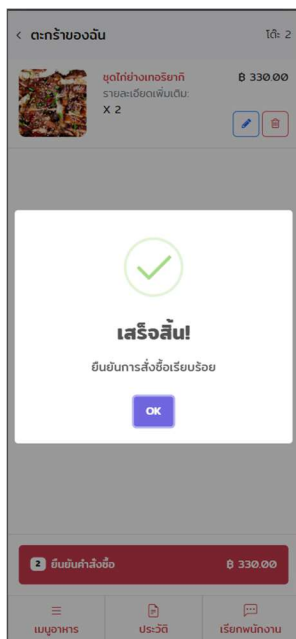 < ตะกร้าของฉัน โต๊ะ 2
ชุดไก่ย่างเทอริยากิ ฿ 330.00
รายละเอียดเพิ่มเติม:
X 2
เสร็จสิ้น!
ยืนยันการสั่งซื้อเรียบร้อย
OK
2 ยืนยันคำสั่งซื้อ ฿ 330.00
เมนูอาหาร ประวัติ เรียกพนักงาน